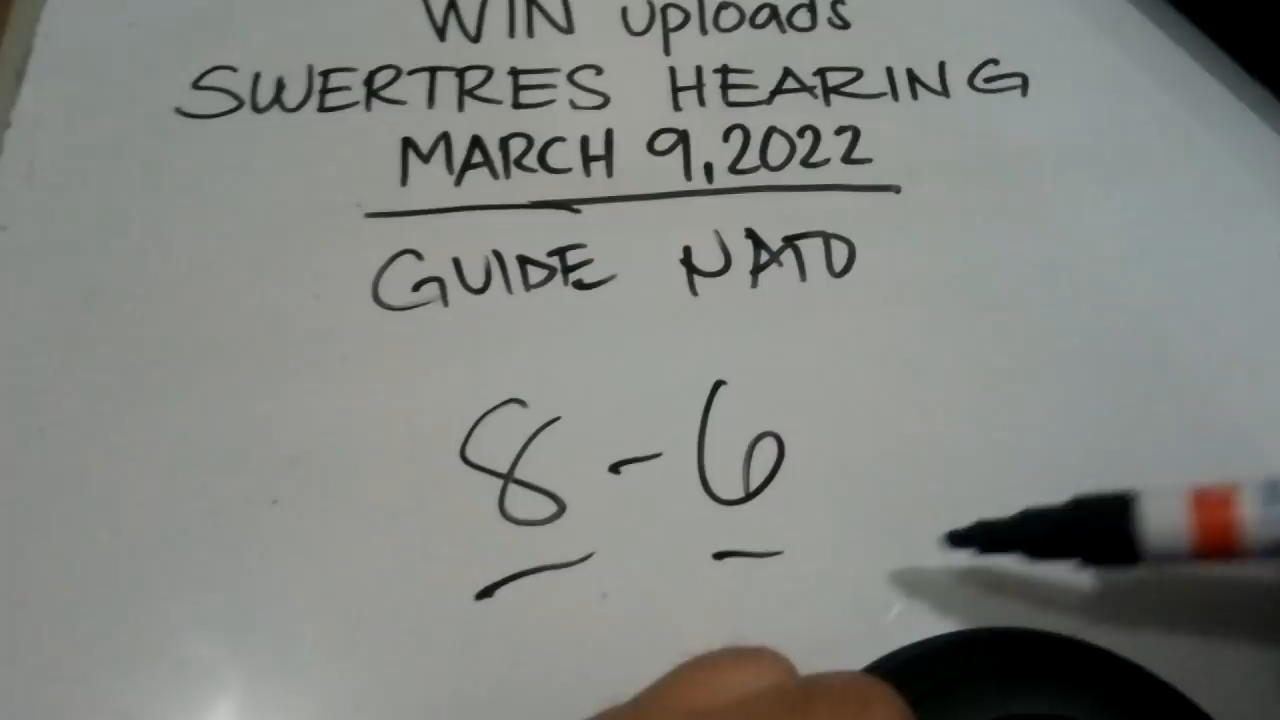 WIN uploads
SWERTRES HEARING
MARCH 9,2022
GUIDE NATO
8-6